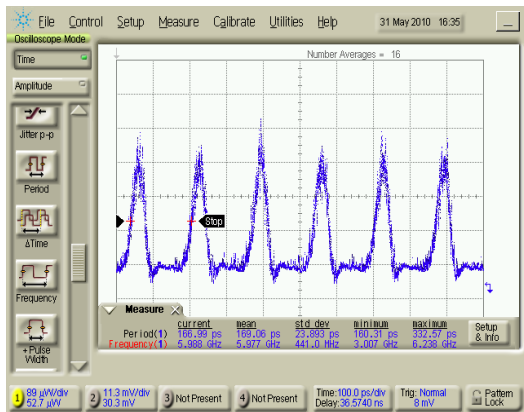 File Control Setup Measure Calibrate Utilities Help 31 May 2010 16:35
Oscilloscope Mode
Time
Amplitude
Jitter p-p
Period
ΔTime
Frequency
+ Pulse
Width
Number Averages = 16
Stop
Measure
current mean std dev minimum maximum
Period(1) 166.99 ps 169.06 ps 23.893 ps 160.31 ps 332.57 ps
Frequency(1) 5.988 GHz 5.977 GHz 441.0 MHz 3.007 GHz 6.238 GHz
Setup
& Info
1 89 µW/div
52.7 µW
2 11.3 mV/div
30.3 mV
3 Not Present
4 Not Present
Time:100.0 ps/div
Delay:36.5740 ns
Trig: Normal
8 mV
Pattern
Lock